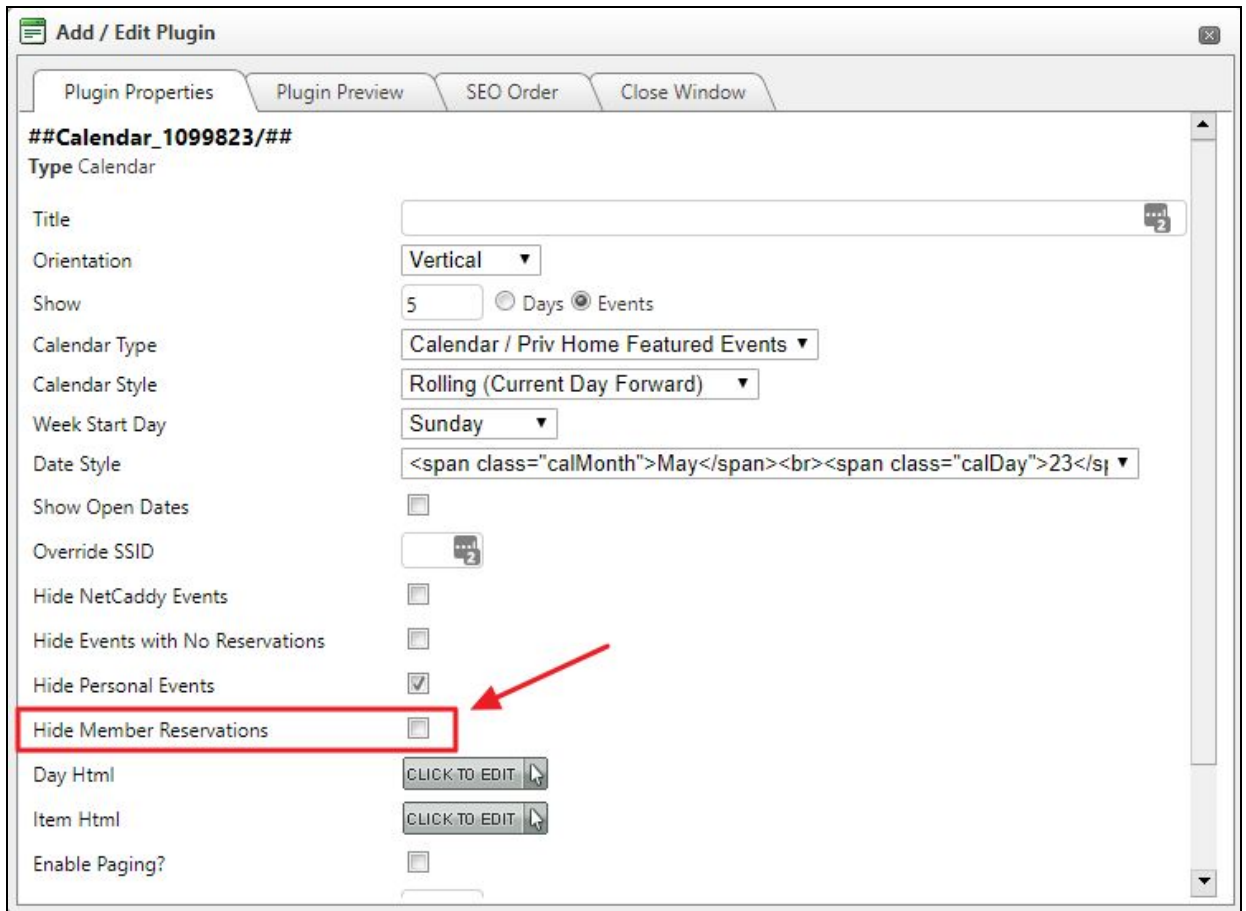 Add / Edit Plugin
Plugin Properties Plugin Preview SEO Order Close Window
##Calendar_1099823/##
Type Calendar
Title
2
Orientation Vertical
Show 5 Days Events
Calendar Type Calendar / Priv Home Featured Events
Calendar Style Rolling (Current Day Forward)
Week Start Day Sunday
Date Style <span class="calMonth">May</span><br><span class="calDay">23</sp
Show Open Dates
Override SSID 2
Hide NetCaddy Events
Hide Events with No Reservations
Hide Personal Events
Hide Member Reservations
Day Html CLICK TO EDIT
Item Html CLICK TO EDIT
Enable Paging?